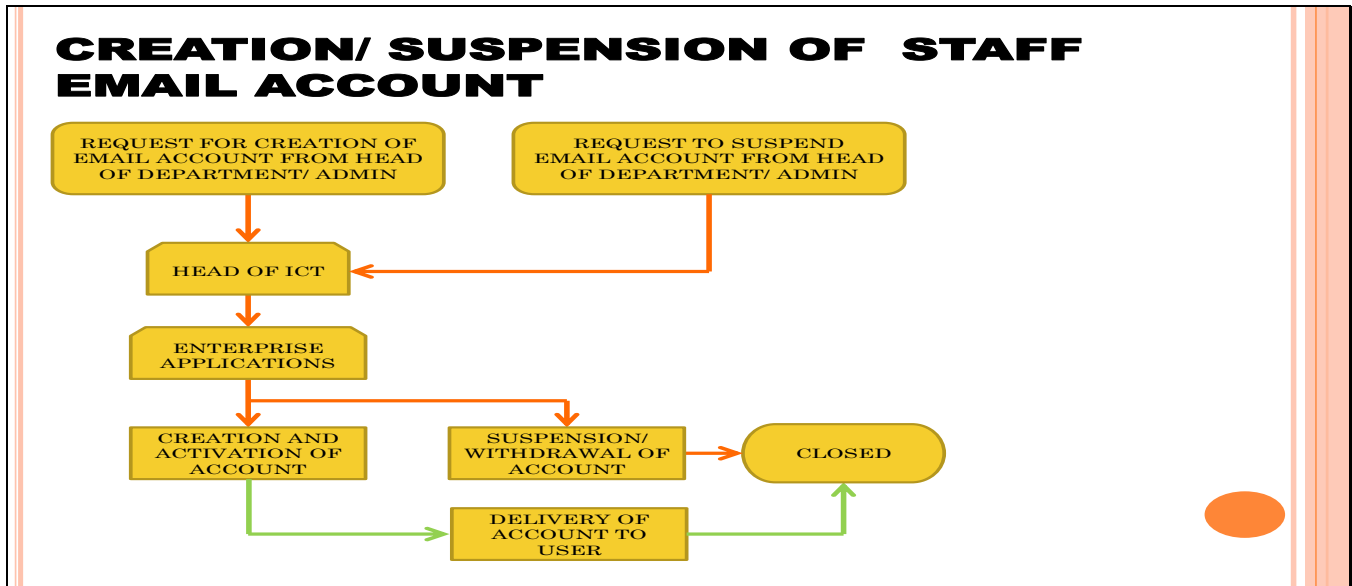 CREATION/ SUSPENSION OF STAFF
EMAIL ACCOUNT
REQUEST FOR CREATION OF
EMAIL ACCOUNT FROM HEAD
OF DEPARTMENT/ ADMIN
REQUEST TO SUSPEND
EMAIL ACCOUNT FROM HEAD
OF DEPARTMENT/ ADMIN
HEAD OF ICT
ENTERPRISE
APPLICATIONS
CREATION AND
ACTIVATION OF
ACCOUNT
SUSPENSION/
WITHDRAWAL OF
ACCOUNT
CLOSED
DELIVERY OF
ACCOUNT TO
USER